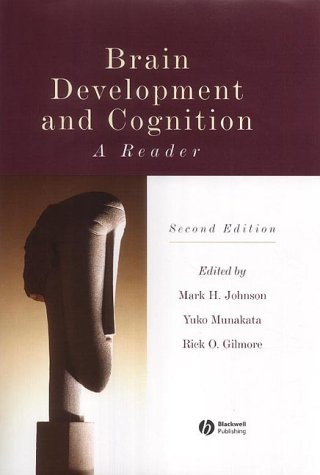 Brain
Development
and Cognition
A Reader
Second Edition
Edited by
Mark H. Johnson
Yuko Munakata
Rick O. Gilmore
Blackwell
Publishing